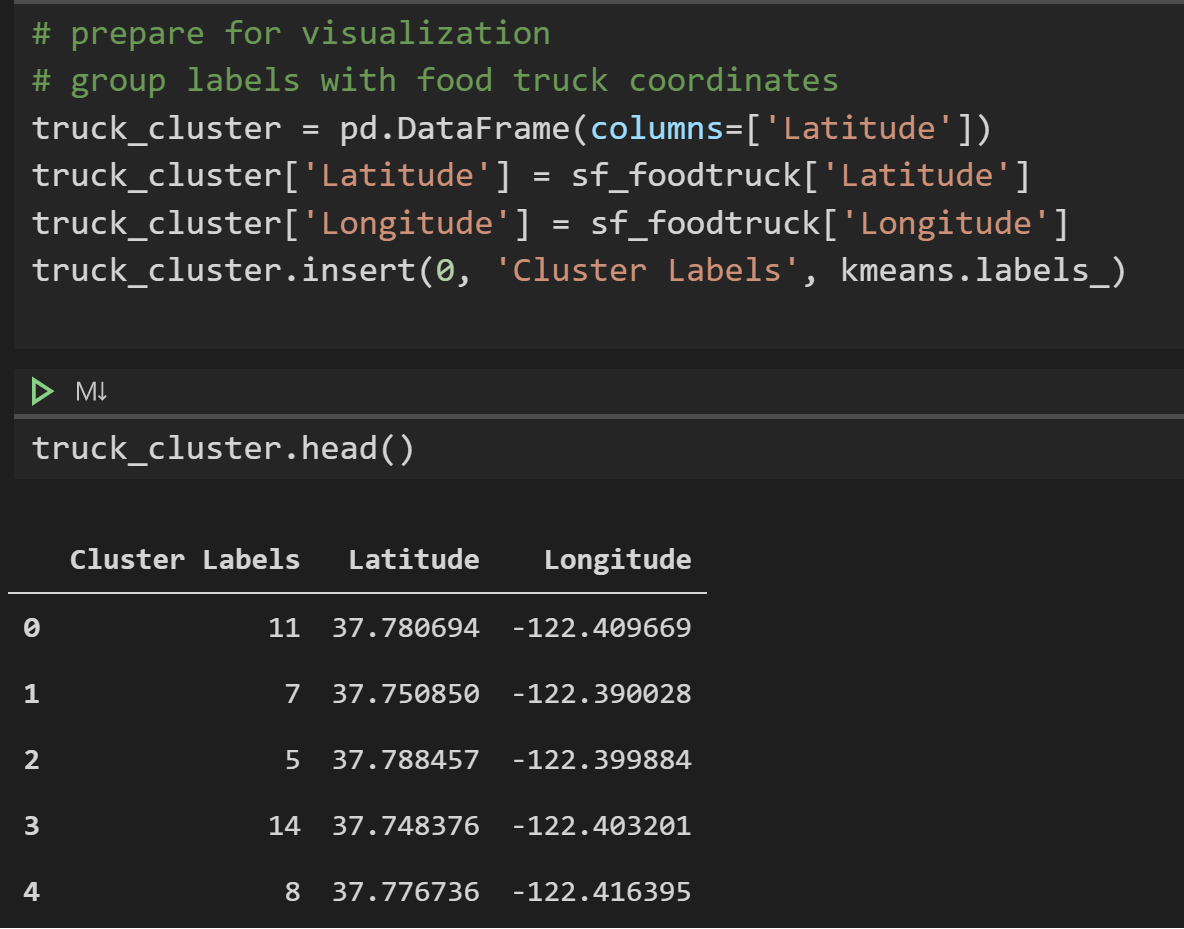 # prepare for visualization
# group labels with food truck coordinates
truck_cluster = pd.DataFrame(columns=['Latitude'])
truck_cluster['Latitude'] = sf_foodtruck['Latitude']
truck_cluster['Longitude'] = sf_foodtruck['Longitude']
truck_cluster.insert(0, 'Cluster Labels', kmeans.labels_)
M↓
truck_cluster.head()
Cluster Labels Latitude Longitude
0 11 37.780694 -122.409669
1 7 37.750850 -122.390028
2 5 37.788457 -122.399884
3 14 37.748376 -122.403201
4 8 37.776736 -122.416395